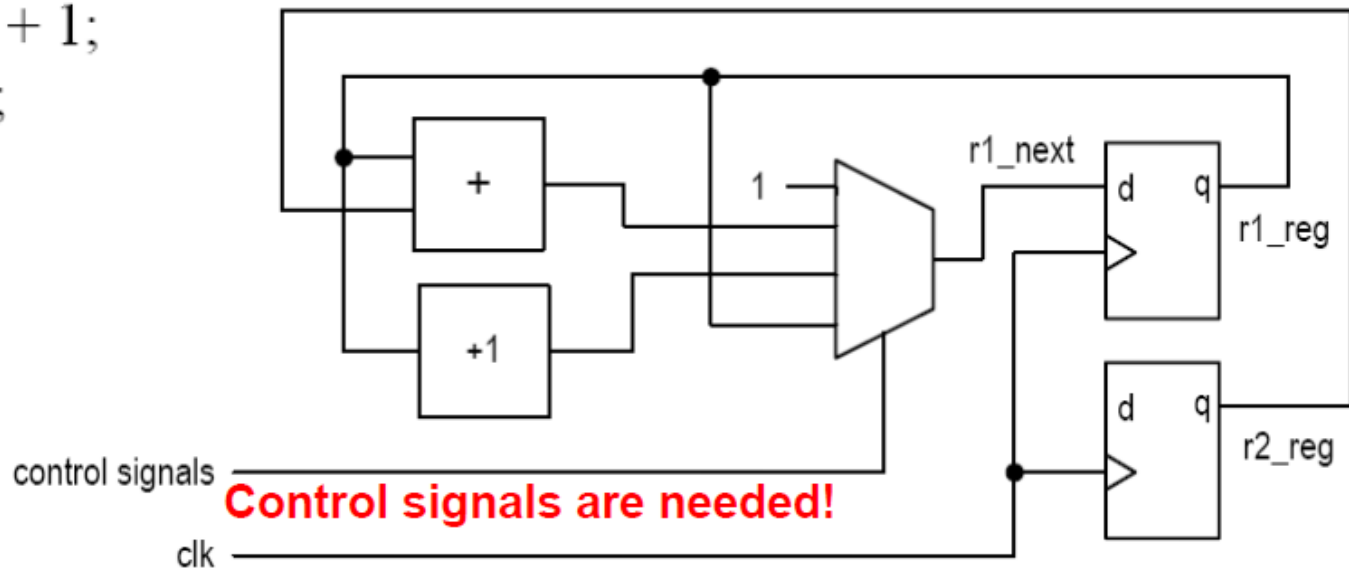 + 1;
;
+
+1
1
r1_next
d
q
r1_reg
d
q
r2_reg
control signals
Control signals are needed!
clk